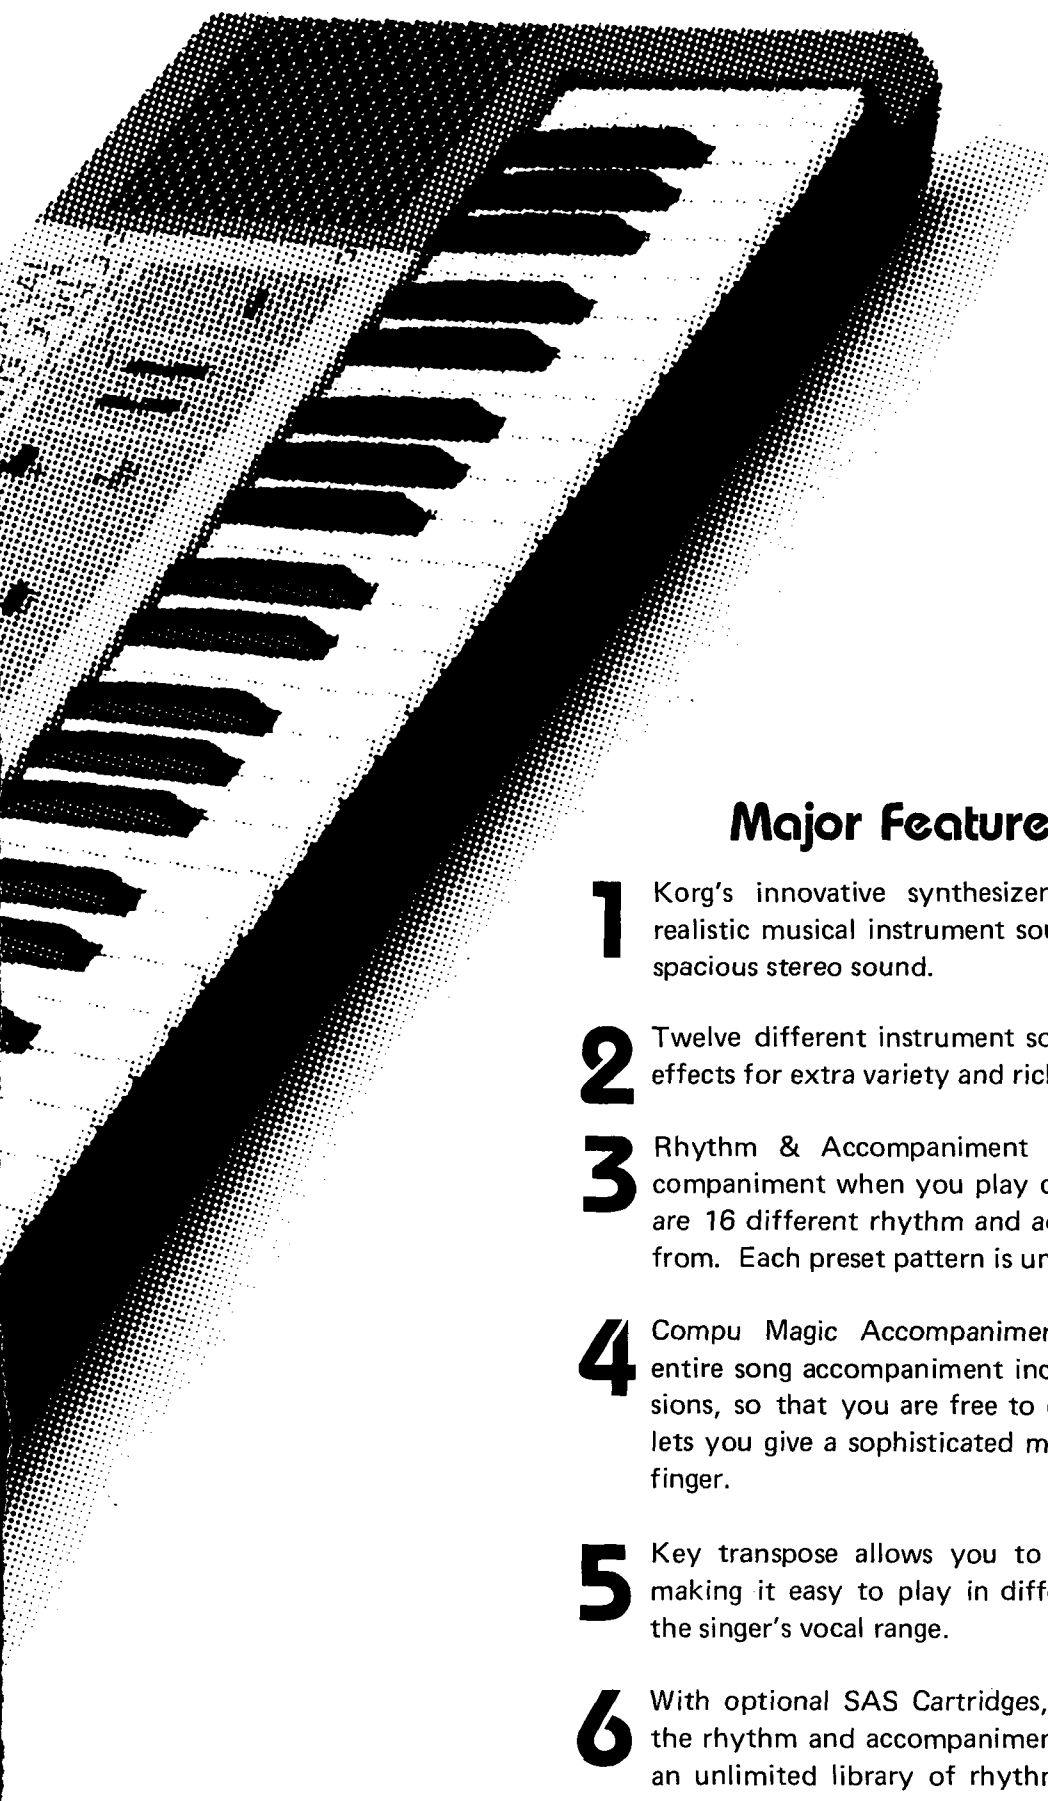 Major Feature
1 Korg's innovative synthesizer
realistic musical instrument sou
spacious stereo sound.
2 Twelve different instrument so
effects for extra variety and ric
3 Rhythm & Accompaniment
companiment when you play c
are 16 different rhythm and a
from. Each preset pattern is un
4 Compu Magic Accompanimen
entire song accompaniment inc
sions, so that you are free to
lets you give a sophisticated m
finger.
5 Key transpose allows you to
making it easy to play in diff
the singer's vocal range.
6 With optional SAS Cartridges,
the rhythm and accompanimen
an unlimited library of rhythm